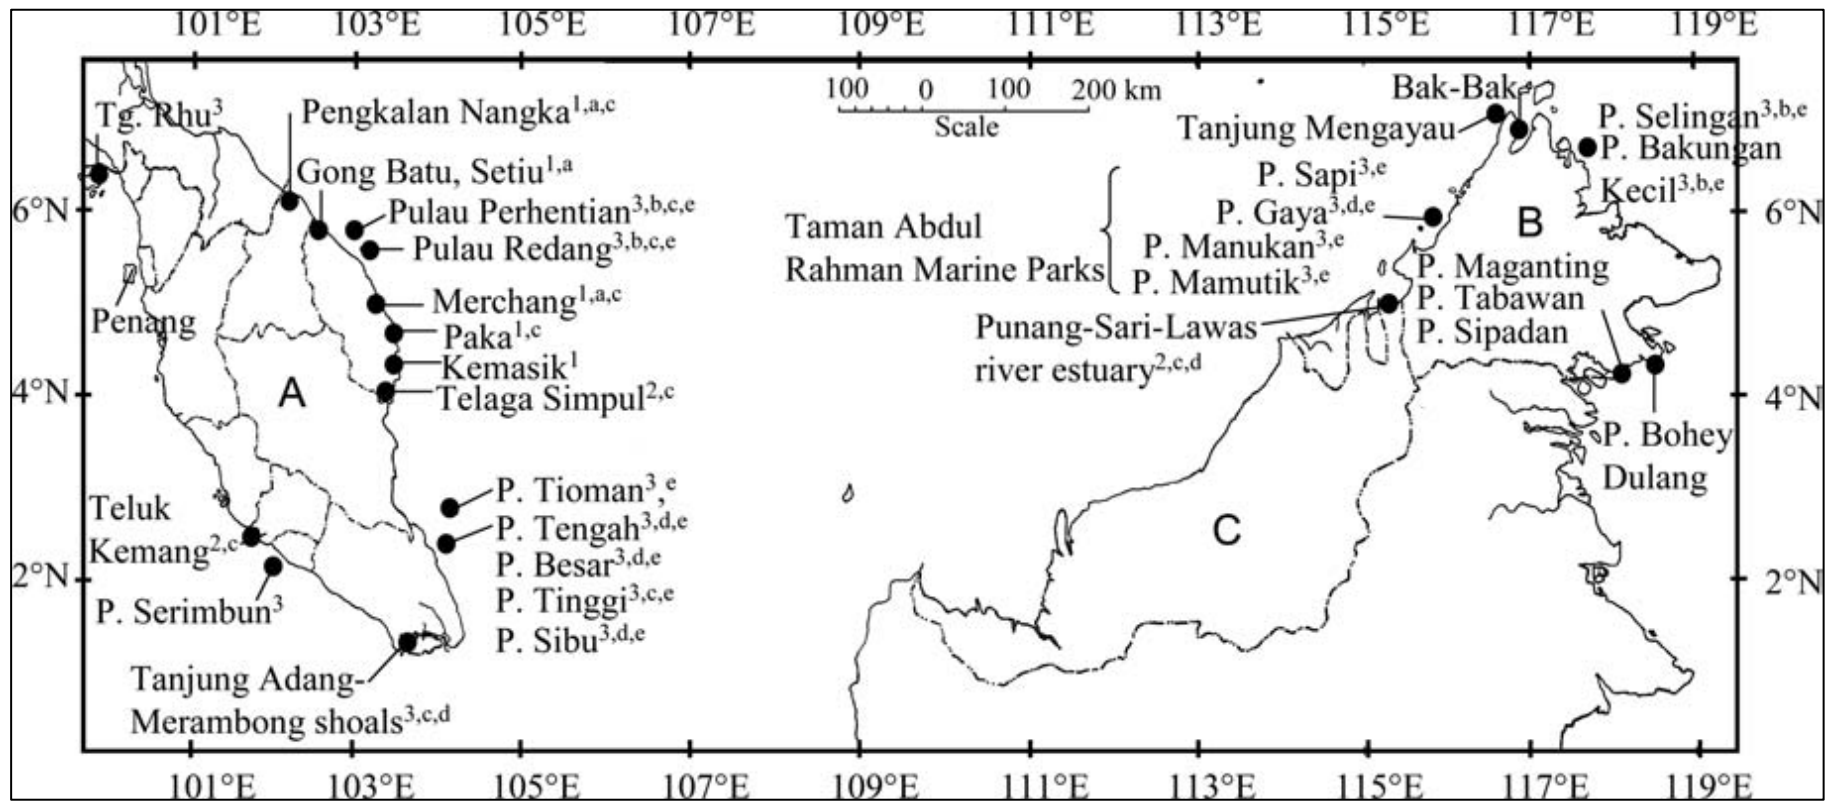 101°E 103°E 105°E 107°E 109°E 111°E 113°E 115°E 117°E 119°E
Tg. Rhu3
Pengkalan Nangka1,a,c
Gong Batu, Setiu1,a
6°N
Pulau Perhentian3,b,c,e
Pulau Redang3,b,c,e
Merchang1,a,c
Penang
Paka1,c
Kemasik1
4°N
A
Telaga Simpul2,c
Teluk
Kemang2,c
P. Tioman3,e
P. Tengah3,d,e
P. Besar3,d,e
2°N
P. Tinggi3,c,e
P. Serimbun3
P. Sibu3,d,e
Tanjung Adang-
Merambong shoals3,c,d
100 0 100 200 km
Scale
Bak-Bak
Tanjung Mengayau
P. Selingan3,b,e
P. Bakungan
Kecil3,b,e
P. Sapi3,e
P. Gaya3,d,e
Taman Abdul
Rahman Marine Parks
P. Manukan3,e
P. Mamutik3,e
B
6°N
P. Maganting
P. Tabawan
P. Sipadan
Punang-Sari-Lawas
river estuary2,c,d
4°N
P. Bohey
Dulang
C
2°N
101°E 103°E 105°E 107°E 109°E 111°E 113°E 115°E 117°E 119°E